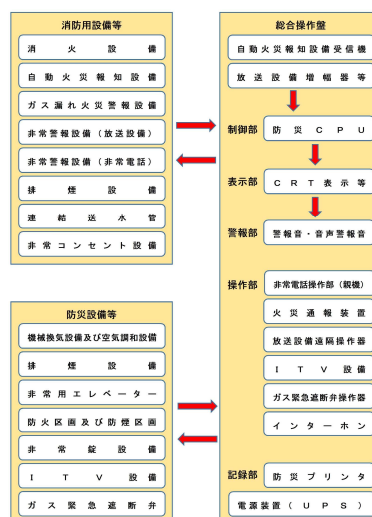 消防用設備等
消火設備
自動火災報知設備
ガス漏れ火災警報設備
非常警報設備（放送設備）
非常警報設備（非常電話）
排煙設備
連結送水管
非常コンセント設備
防災設備等
機械換気設備及び空気調和設備
排煙設備
非常用エレベーター
防火区画及び防煙区画
非常錠設備
ITV設備
ガス緊急遮断弁
総合操作盤
自動火災報知設備受信機
放送設備増幅器等
制御部 防災CPU
表示部 CRT表示等
警報部 警報音・音声警報音
操作部 非常電話操作部（親機）
火災通報装置
放送設備遠隔操作器
ITV設備
ガス緊急遮断弁操作器
インターホン
記録部 防災プリンタ
電源装置（UPS）